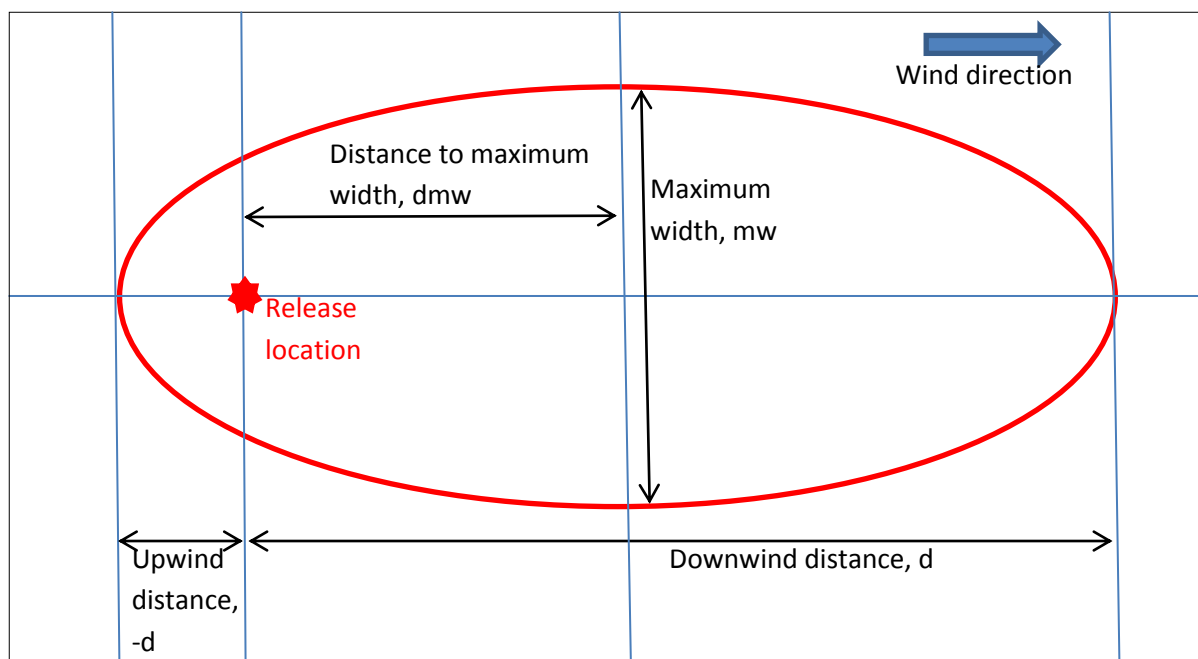 Wind direction
Distance to maximum
width, dmw
Maximum
width, mw
Release
location
Upwind
distance,
-d
Downwind distance, d